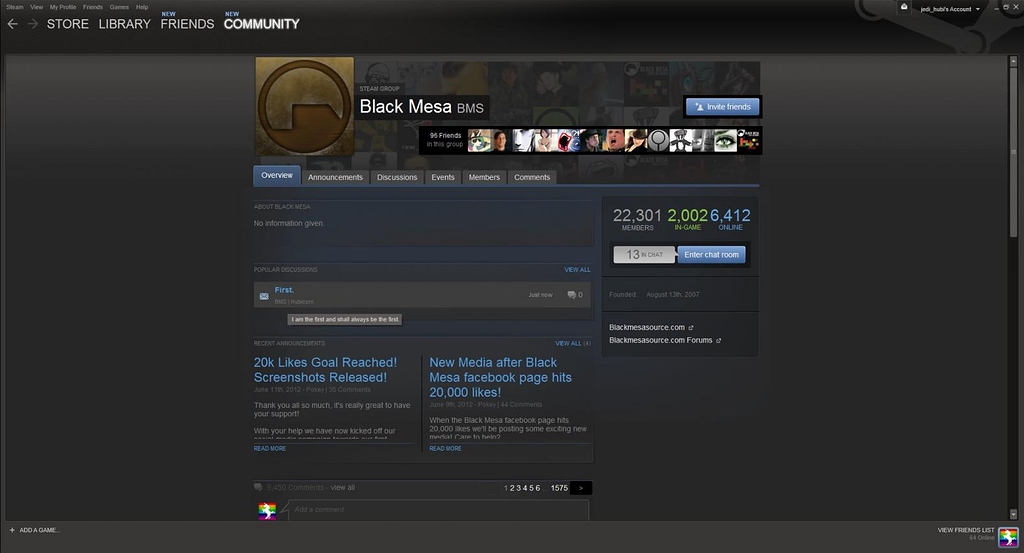 Steam View My Profile Friends Games Help
jedi_hubi's Account
NEW NEW
STORE LIBRARY FRIENDS COMMUNITY
STEAM GROUP
Black Mesa BMS
Invite friends
96 Friends
in this group
Overview Announcements Discussions Events Members Comments
ABOUT BLACK MESA
No information given.
22,301 2,002 6,412
MEMBERS IN-GAME ONLINE
13 IN CHAT Enter chat room
POPULAR DISCUSSIONS VIEW ALL
First.
BMS | Just now 0
I am the first and shall always be the first.
Founded: August 13th, 2007
Blackmesasource.com
Blackmesasource.com Forums
RECENT ANNOUNCEMENTS VIEW ALL
20k Likes Goal Reached!
Screenshots Released!
June 11th, 2012 - Pokey | 35 Comments
Thank you all so much, it's really great to have
your support!
With your help we have now kicked off our
social media campaign towards our first
READ MORE
New Media after Black
Mesa facebook page hits
20,000 likes!
June 9th, 2012 - Pokey | 44 Comments
When the Black Mesa facebook page hits
20,000 likes we'll be posting some exciting new
media! Care to help?
READ MORE
9,450 Comments - view all 1 2 3 4 5 6 ... 1575 >
Add a comment
+ ADD A GAME...
VIEW FRIENDS LIST
64 Online